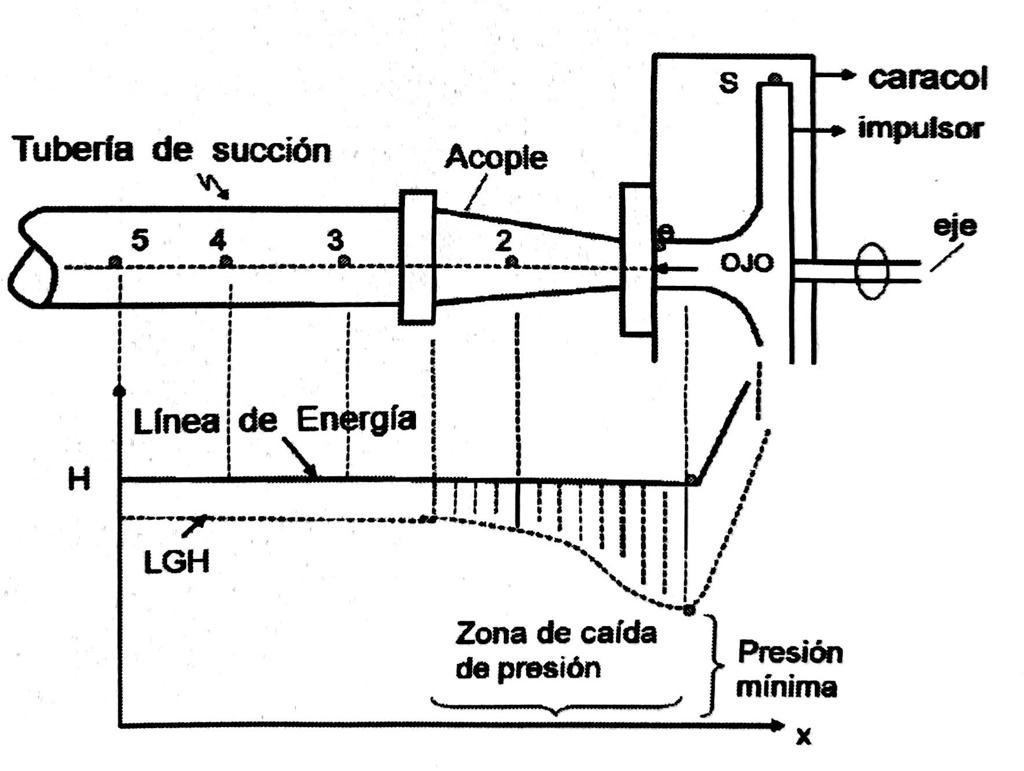 S
caracol
impulsor
Tubería de succión
Acople
5 4 3 2 e
OJO
eje
Línea de Energía
H
LGH
Zona de caída
de presión
Presión
mínima
x